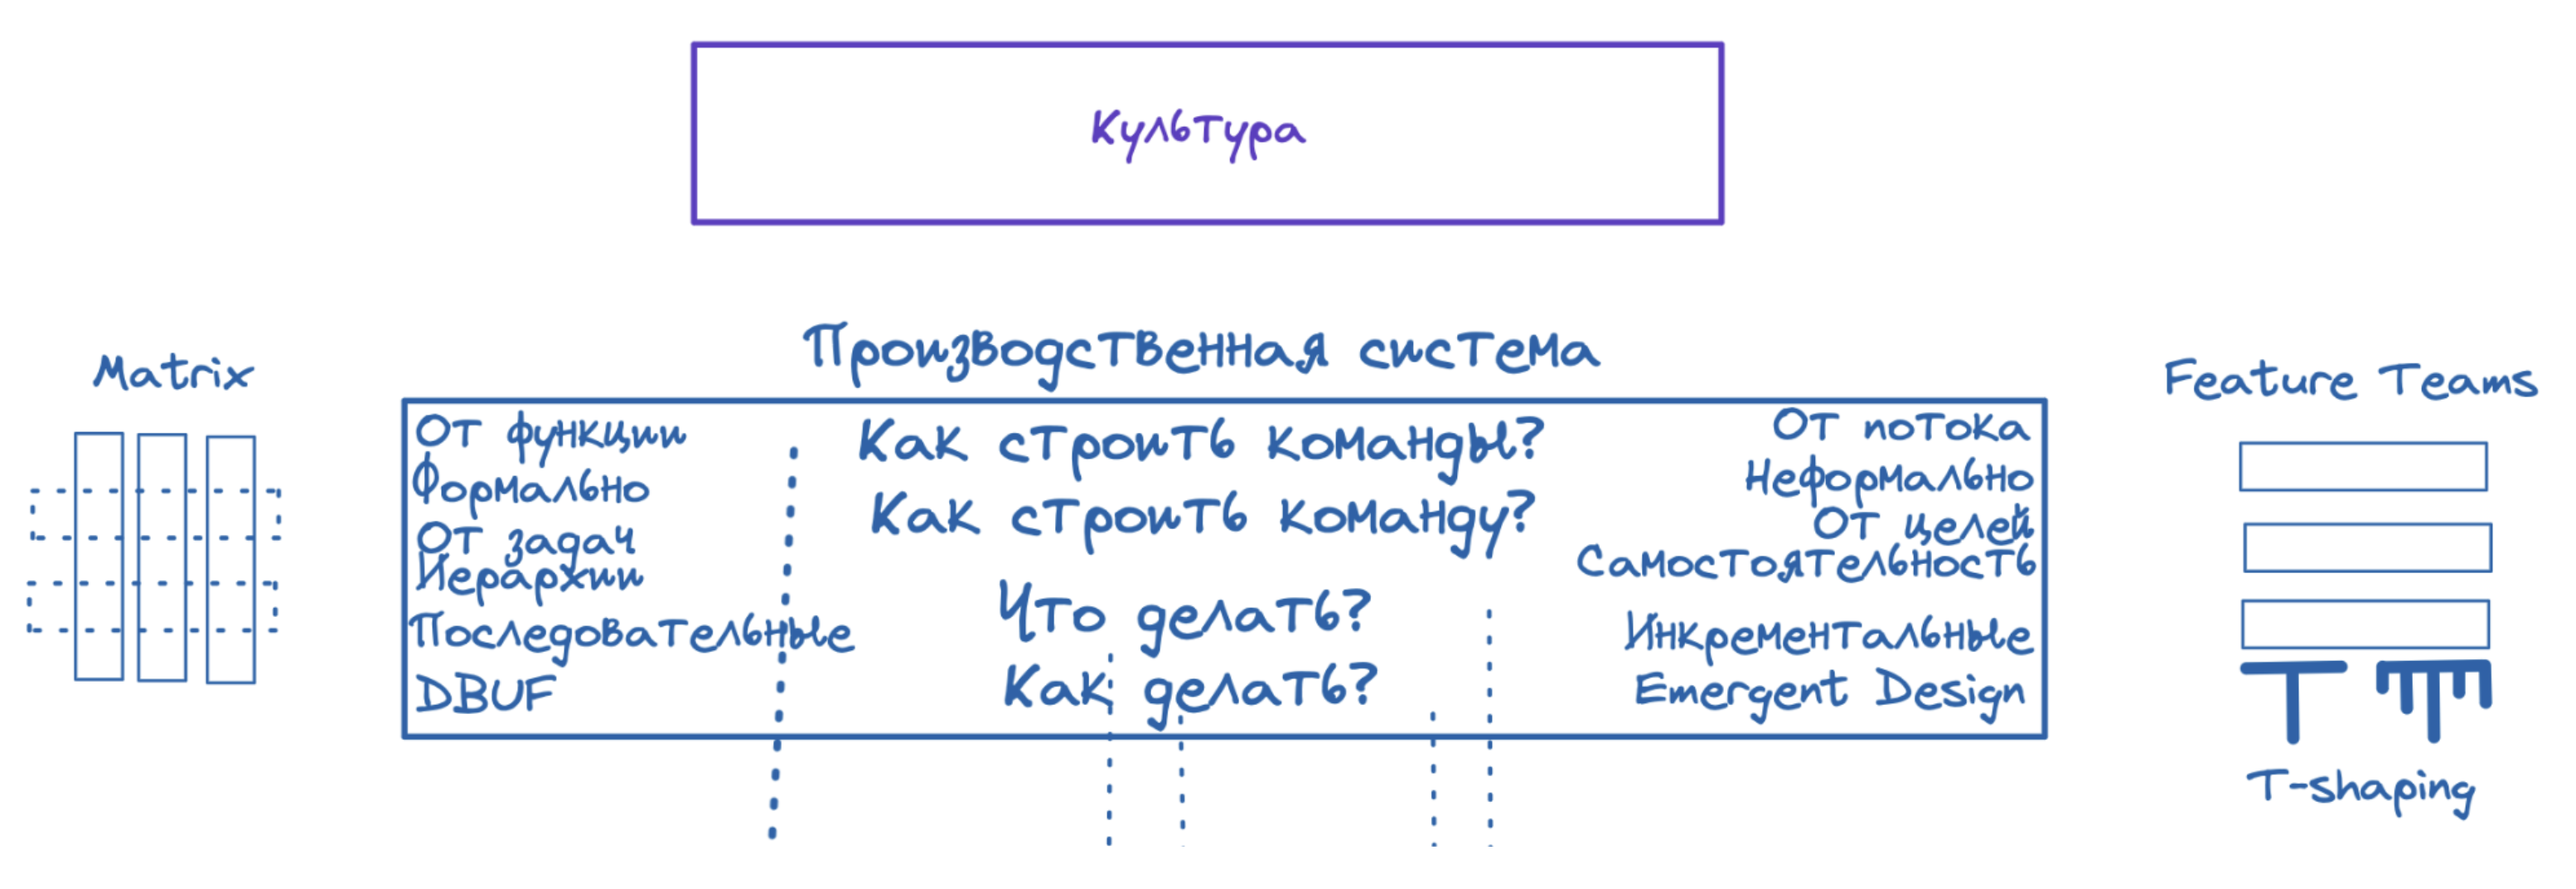 Культура
Производственная система
Matrix
Feature Teams
От функции
Формально
От задач
Иерархии
Последовательные
DBUF
Как строить команды?
Как строить команду?
Что делать?
Как делать?
От потока
Неформально
От целей
Самостоятельность
Инкрементальные
Emergent Design
T-shaping